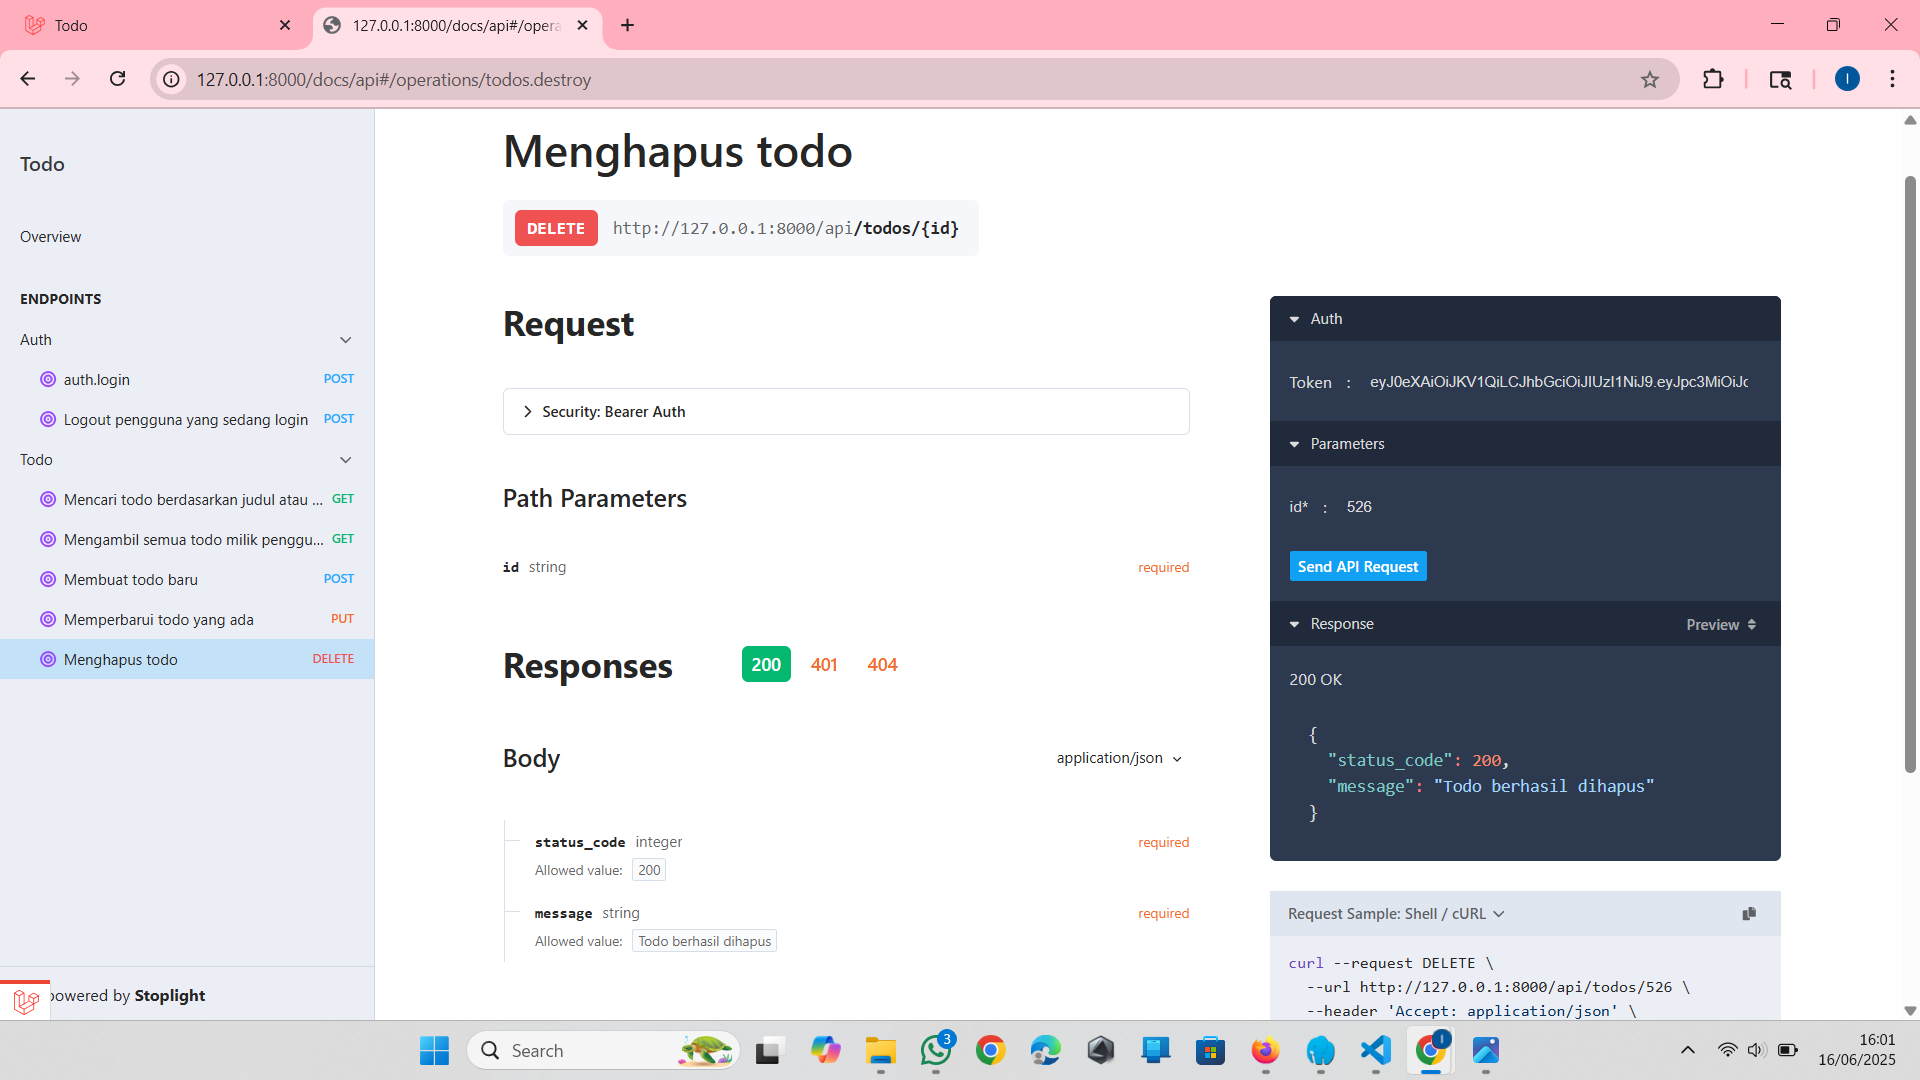 Todo
127.0.0.1:8000/docs/api#/opera
127.0.0.1:8000/docs/api#/operations/todos.destroy
I
Todo
Overview
ENDPOINTS
Auth
auth.login POST
Logout pengguna yang sedang login POST
Todo
Mencari todo berdasarkan judul atau ... GET
Mengambil semua todo milik penggu... GET
Membuat todo baru POST
Memperbarui todo yang ada PUT
Menghapus todo DELETE
powered by Stoplight
Menghapus todo
DELETE http://127.0.0.1:8000/api/todos/{id}
Request
Security: Bearer Auth
Path Parameters
id string required
Responses 200 401 404
Body application/json
status_code integer required
Allowed value: 200
message string required
Allowed value: Todo berhasil dihapus
Auth
Token : eyJ0eXAiOiJKV1QiLCJhbGciOiJIUzI1NiJ9.eyJpc3MiOiJc
Parameters
id* : 526
Send API Request
Response Preview
200 OK
{
"status_code": 200,
"message": "Todo berhasil dihapus"
}
Request Sample: Shell / cURL
curl --request DELETE \
--url http://127.0.0.1:8000/api/todos/526 \
--header 'Accept: application/json' \
Search
3
I
16:01
16/06/2025